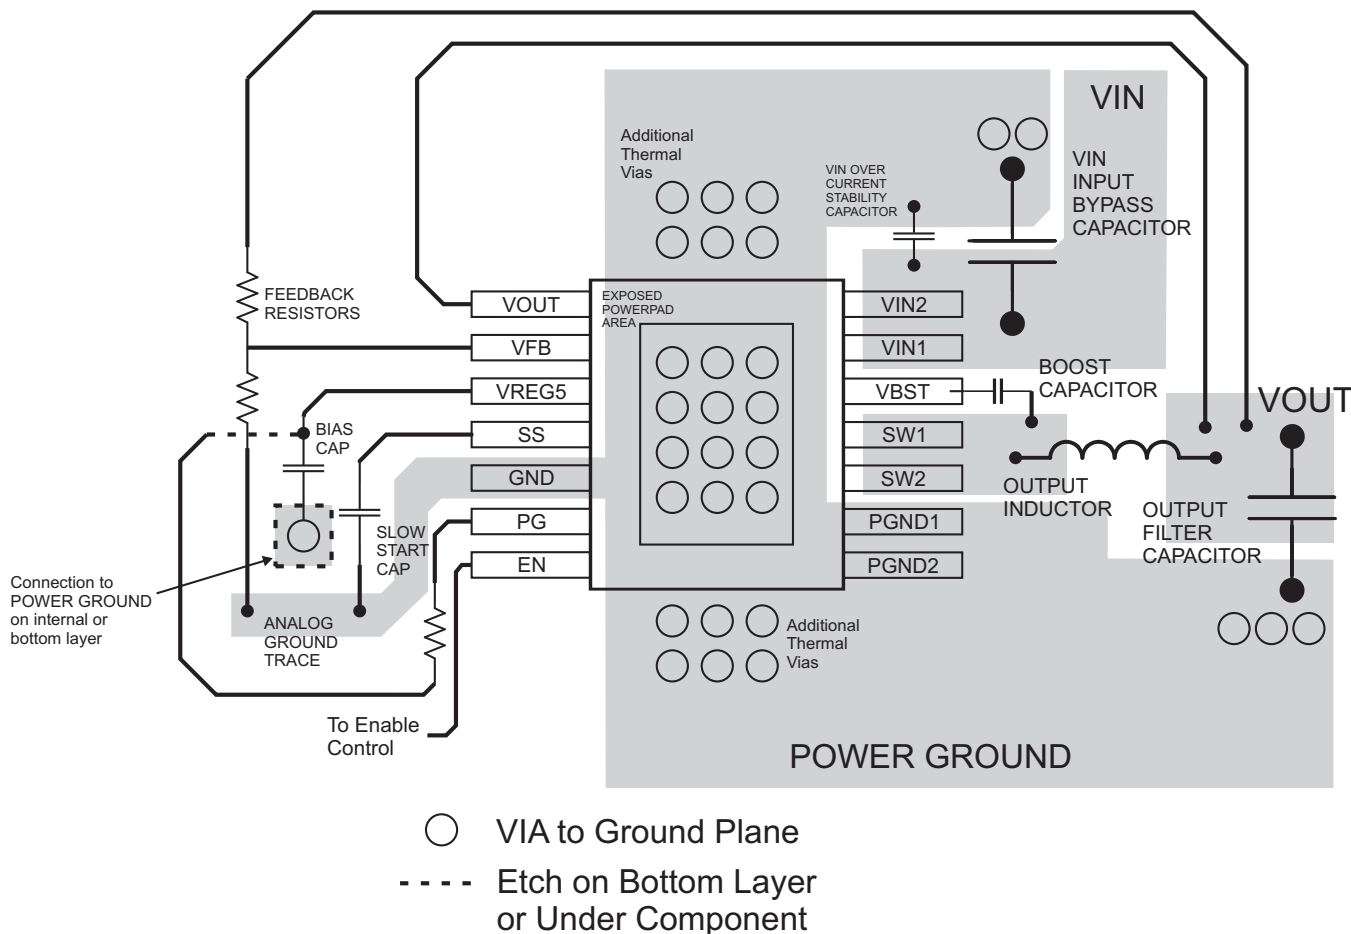 VIN
Additional
Thermal
Vias
VIN OVER
CURRENT
STABILITY
CAPACITOR
VIN
INPUT
BYPASS
CAPACITOR
FEEDBACK
RESISTORS
EXPOSED
POWERPAD
AREA
VOUT
VFB
VREG5
SS
GND
PG
EN
VIN2
VIN1
VBST
SW1
SW2
PGND1
PGND2
BOOST
CAPACITOR
VOUT
BIAS
CAP
OUTPUT
INDUCTOR
OUTPUT
FILTER
CAPACITOR
SLOW
START
CAP
Connection to
POWER GROUND
on internal or
bottom layer
ANALOG
GROUND
TRACE
Additional
Thermal
Vias
To Enable
Control
POWER GROUND
VIA to Ground Plane
Etch on Bottom Layer
or Under Component